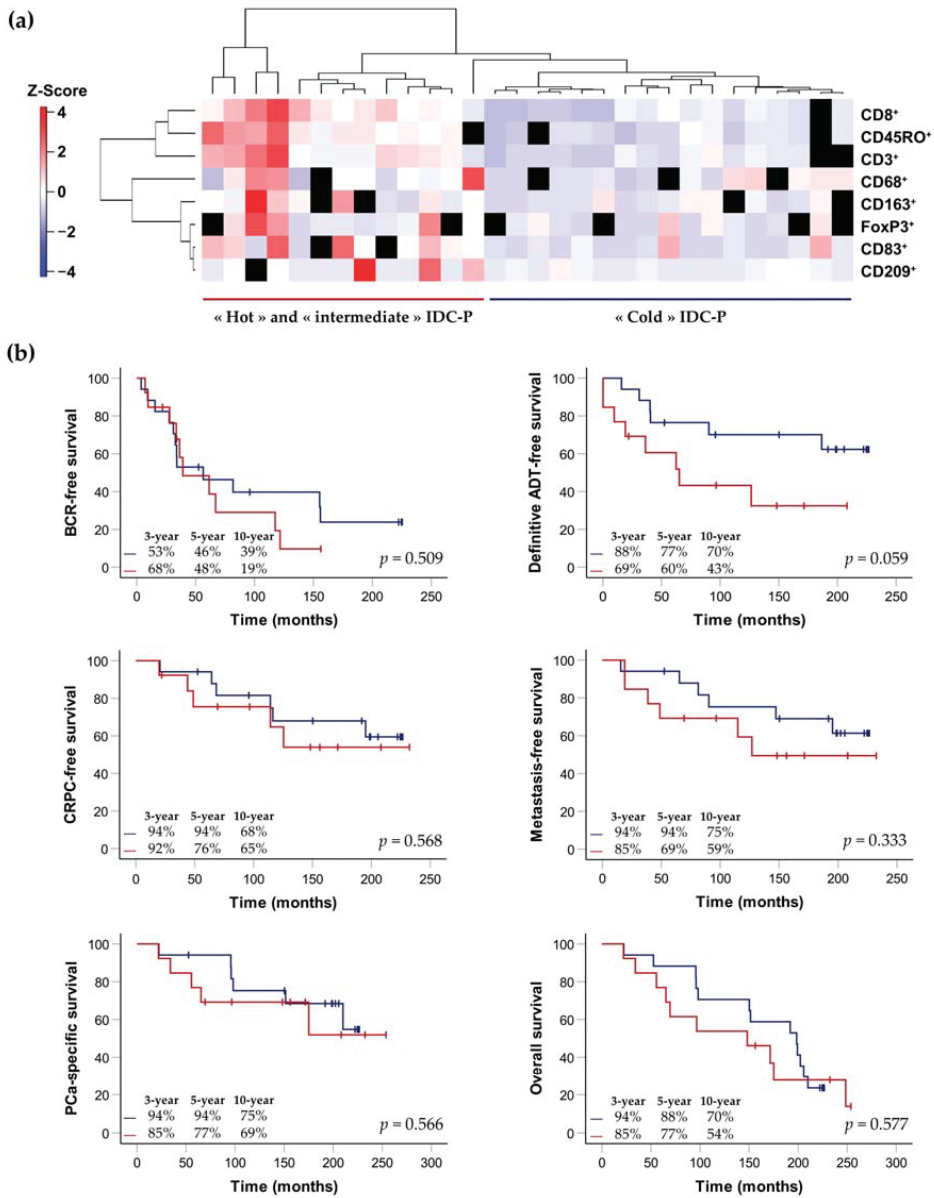 (a)
Z-Score
4
2
0
−2
−4
CD8+
CD45RO+
CD3+
CD68+
CD163+
FoxP3+
CD83+
CD209+
« Hot » and « intermediate » IDC-P
« Cold » IDC-P
(b)
BCR-free survival
100
80
60
40
20
0
3-year 5-year 10-year
53% 46% 39%
68% 48% 19%
p = 0.509
0 50 100 150 200 250
Time (months)
Definitive ADT-free survival
100
80
60
40
20
0
3-year 5-year 10-year
88% 77% 70%
69% 60% 43%
p = 0.059
0 50 100 150 200 250
Time (months)
CRPC-free survival
100
80
60
40
20
0
3-year 5-year 10-year
94% 94% 68%
92% 76% 65%
p = 0.568
0 50 100 150 200 250
Time (months)
Metastasis-free survival
100
80
60
40
20
0
3-year 5-year 10-year
94% 94% 75%
85% 69% 59%
p = 0.333
0 50 100 150 200 250
Time (months)
PCa-specific survival
100
80
60
40
20
0
3-year 5-year 10-year
94% 94% 75%
85% 77% 69%
p = 0.566
0 50 100 150 200 250 300
Time (months)
Overall survival
100
80
60
40
20
0
3-year 5-year 10-year
94% 88% 70%
85% 77% 54%
p = 0.577
0 50 100 150 200 250 300
Time (months)